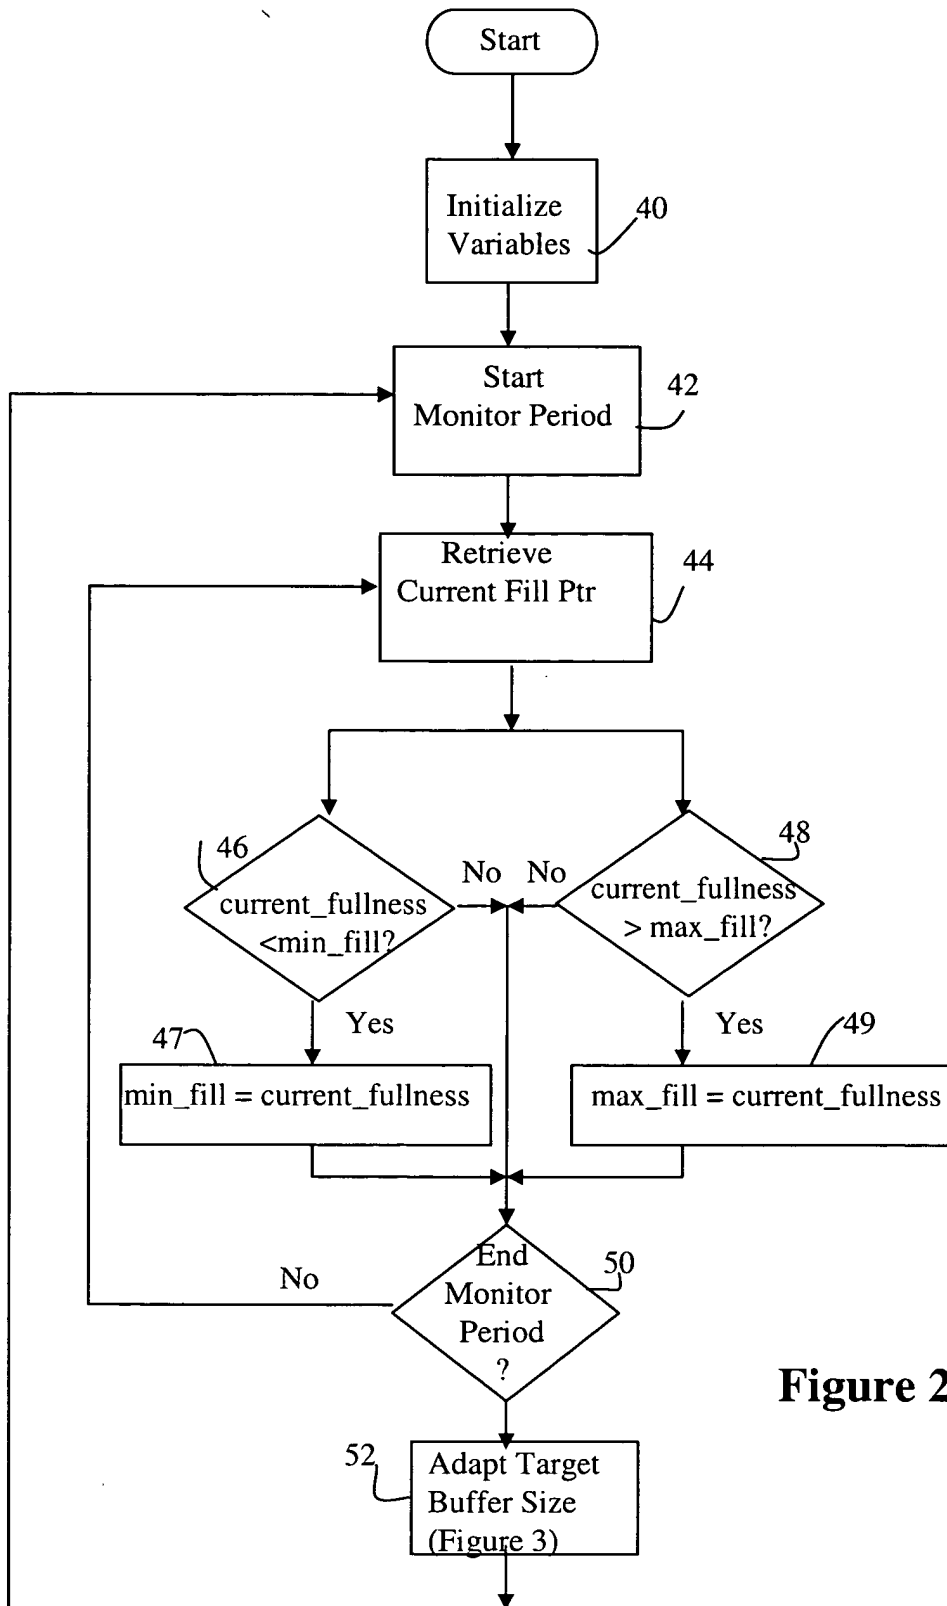 Start
Initialize
Variables
40
Start
Monitor Period
42
Retrieve
Current Fill Ptr
44
46
current_fullness
<min_fill?
No
No
48
current_fullness
> max_fill?
Yes
Yes
47
min_fill = current_fullness
49
max_fill = current_fullness
End
Monitor
Period
?
50
No
Figure 2
52
Adapt Target
Buffer Size
(Figure 3)